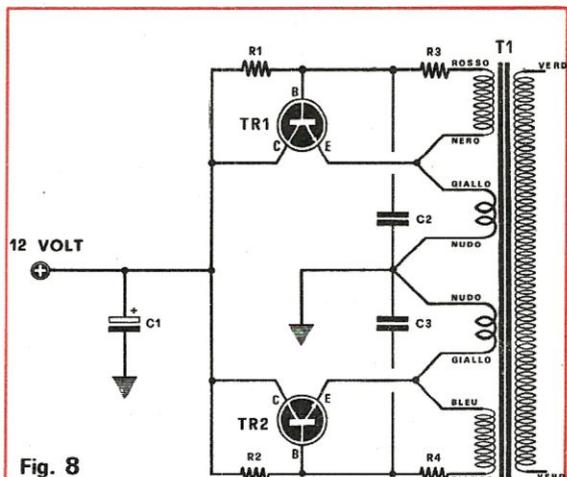 R1
R3
T1
ROSSO
VERD
B
TR1
C
E
NERO
GIALLO
C2
12 VOLT
NUDO
+
C1
NUDO
C3
GIALLO
C
E
BLEU
TR2
B
R2
R4
Fig. 8